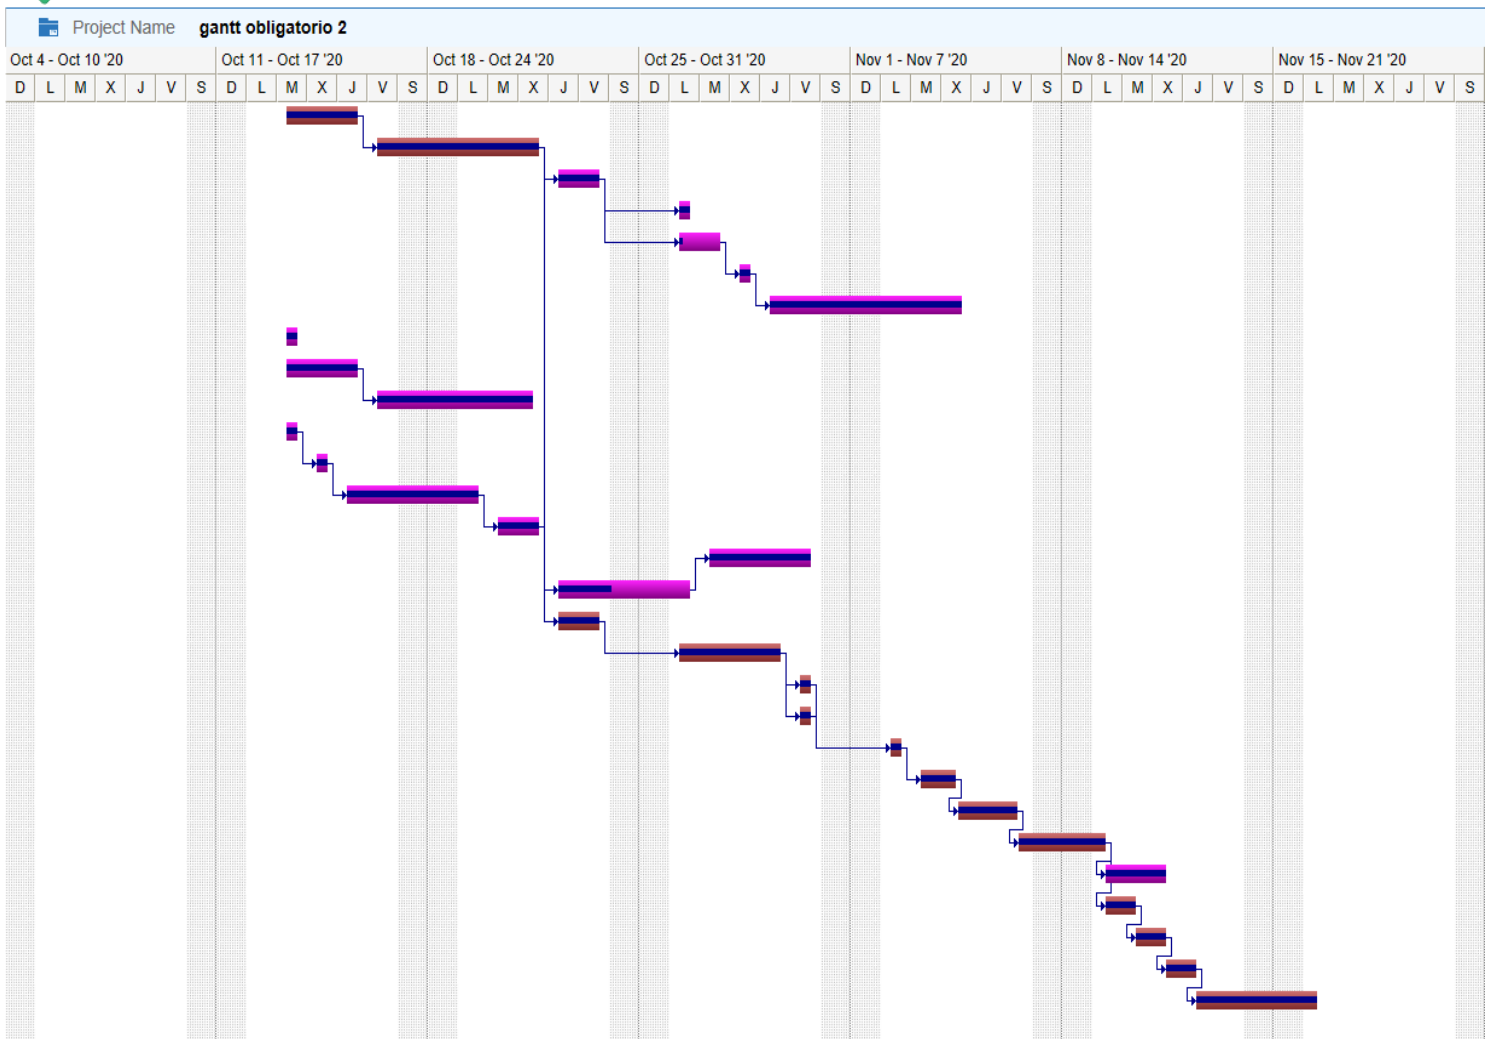 Project Name gantt obligatorio 2
Oct 4 - Oct 10 '20 Oct 11 - Oct 17 '20 Oct 18 - Oct 24 '20 Oct 25 - Oct 31 '20 Nov 1 - Nov 7 '20 Nov 8 - Nov 14 '20 Nov 15 - Nov 21 '20
D L M X J V S D L M X J V S D L M X J V S D L M X J V S D L M X J V S D L M X J V S D L M X J V S